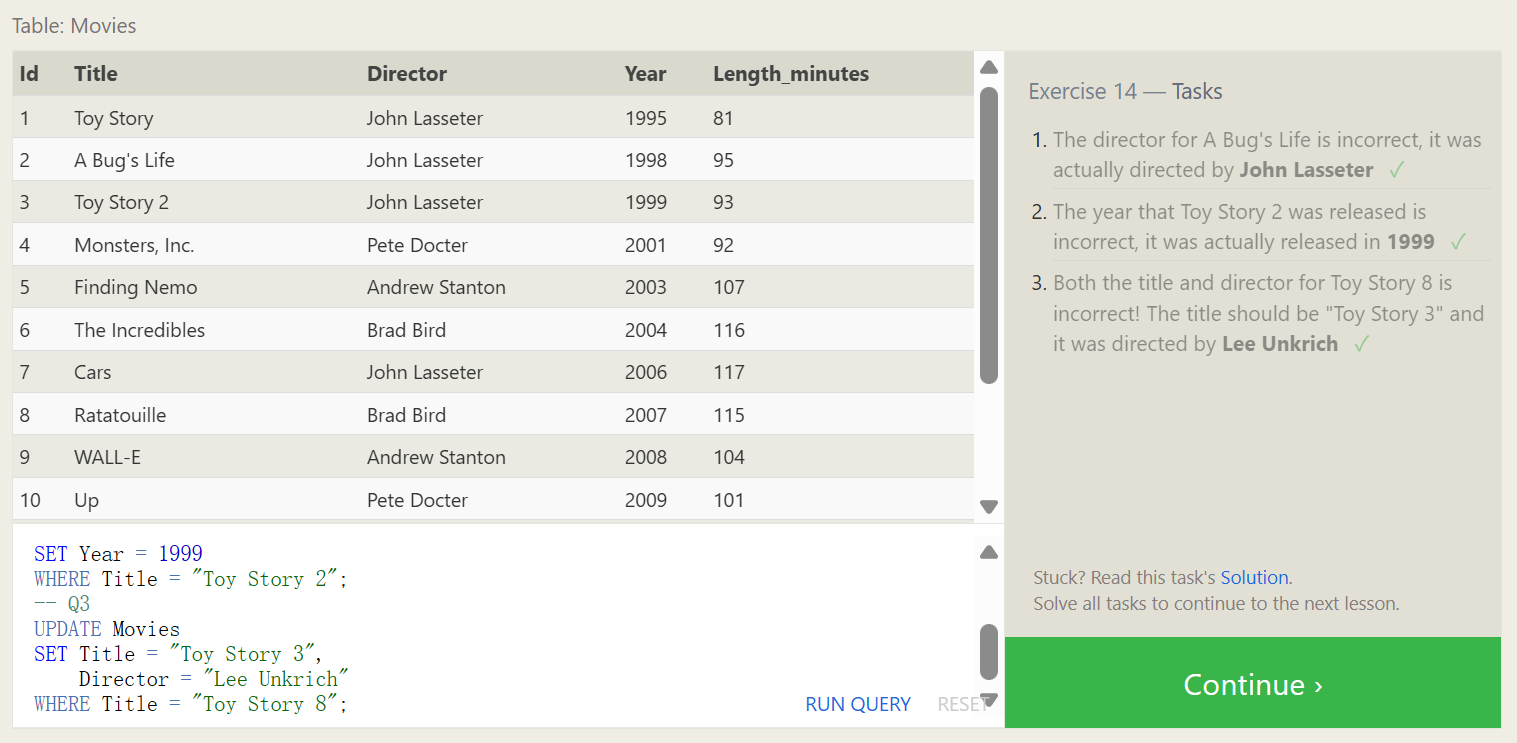 Table: Movies
Id Title Director Year Length_minutes
1 Toy Story John Lasseter 1995 81
2 A Bug's Life John Lasseter 1998 95
3 Toy Story 2 John Lasseter 1999 93
4 Monsters, Inc. Pete Docter 2001 92
5 Finding Nemo Andrew Stanton 2003 107
6 The Incredibles Brad Bird 2004 116
7 Cars John Lasseter 2006 117
8 Ratatouille Brad Bird 2007 115
9 WALL-E Andrew Stanton 2008 104
10 Up Pete Docter 2009 101
SET Year = 1999
WHERE Title = "Toy Story 2";
-- Q3
UPDATE Movies
SET Title = "Toy Story 3",
    Director = "Lee Unkrich"
WHERE Title = "Toy Story 8";
RUN QUERY RESET
Exercise 14 — Tasks
1. The director for A Bug's Life is incorrect, it was
actually directed by John Lasseter ✓
2. The year that Toy Story 2 was released is
incorrect, it was actually released in 1999 ✓
3. Both the title and director for Toy Story 8 is
incorrect! The title should be "Toy Story 3" and
it was directed by Lee Unkrich ✓
Stuck? Read this task's Solution.
Solve all tasks to continue to the next lesson.
Continue ›